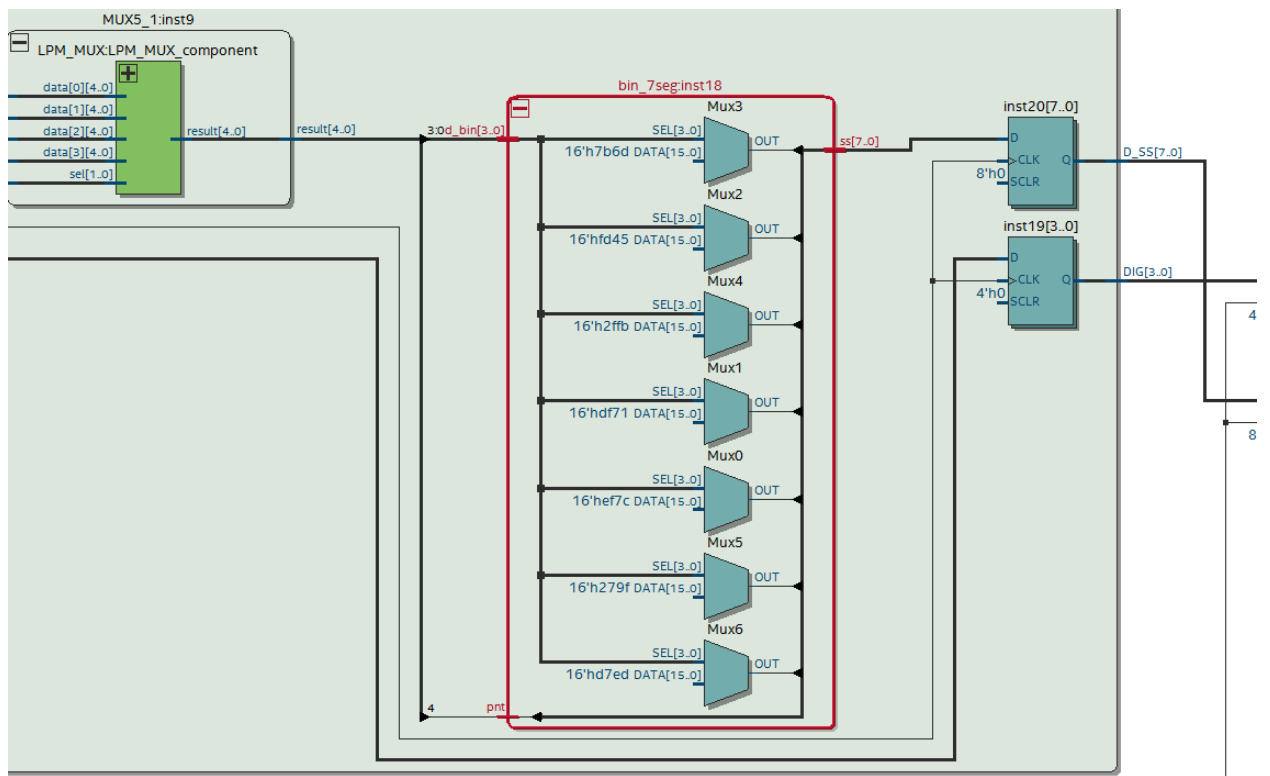 MUX5_1:inst9
LPM_MUX:LPM_MUX_component
data[0][4..0]
data[1][4..0]
data[2][4..0]
data[3][4..0]
sel[1..0]
result[4..0]
result[4..0]
3:0
d_bin[3..0]
bin_7seg:inst18
Mux3
SEL[3..0]
16'h7b6d DATA[15..0]
OUT
Mux2
SEL[3..0]
16'hfd45 DATA[15..0]
OUT
Mux4
SEL[3..0]
16'h2ffb DATA[15..0]
OUT
Mux1
SEL[3..0]
16'hdf71 DATA[15..0]
OUT
Mux0
SEL[3..0]
16'hef7c DATA[15..0]
OUT
Mux5
SEL[3..0]
16'h279f DATA[15..0]
OUT
Mux6
SEL[3..0]
16'hd7ed DATA[15..0]
OUT
4
pnt
ss[7..0]
inst20[7..0]
D
CLK
Q
8'h0
SCLR
D_SS[7..0]
inst19[3..0]
D
CLK
Q
4'h0
SCLR
DIG[3..0]
4
8